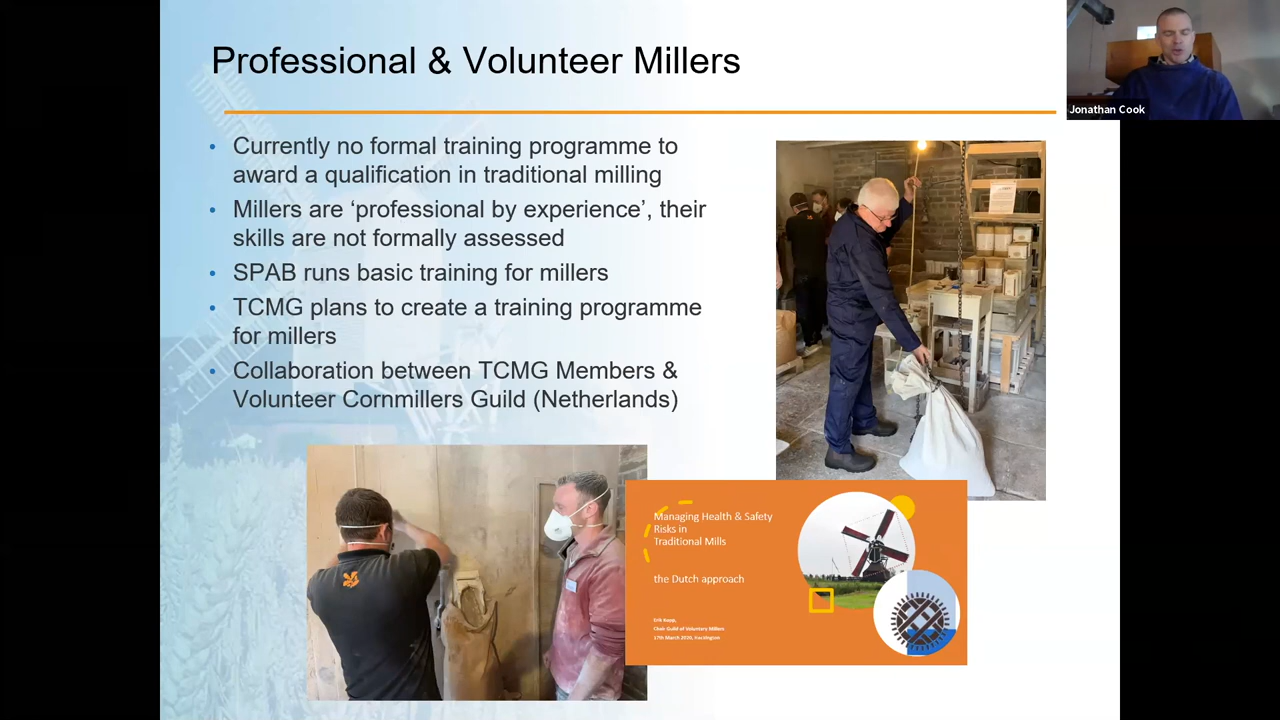 Professional & Volunteer Millers
Jonathan Cook
• Currently no formal training programme to
award a qualification in traditional milling
• Millers are ‘professional by experience’, their
skills are not formally assessed
• SPAB runs basic training for millers
• TCMG plans to create a training programme
for millers
• Collaboration between TCMG Members &
Volunteer Cornmillers Guild (Netherlands)
Managing Health & Safety
Risks in
Traditional Mills
the Dutch approach
Chair Guild of Voluntary Millers
17th March 2020,